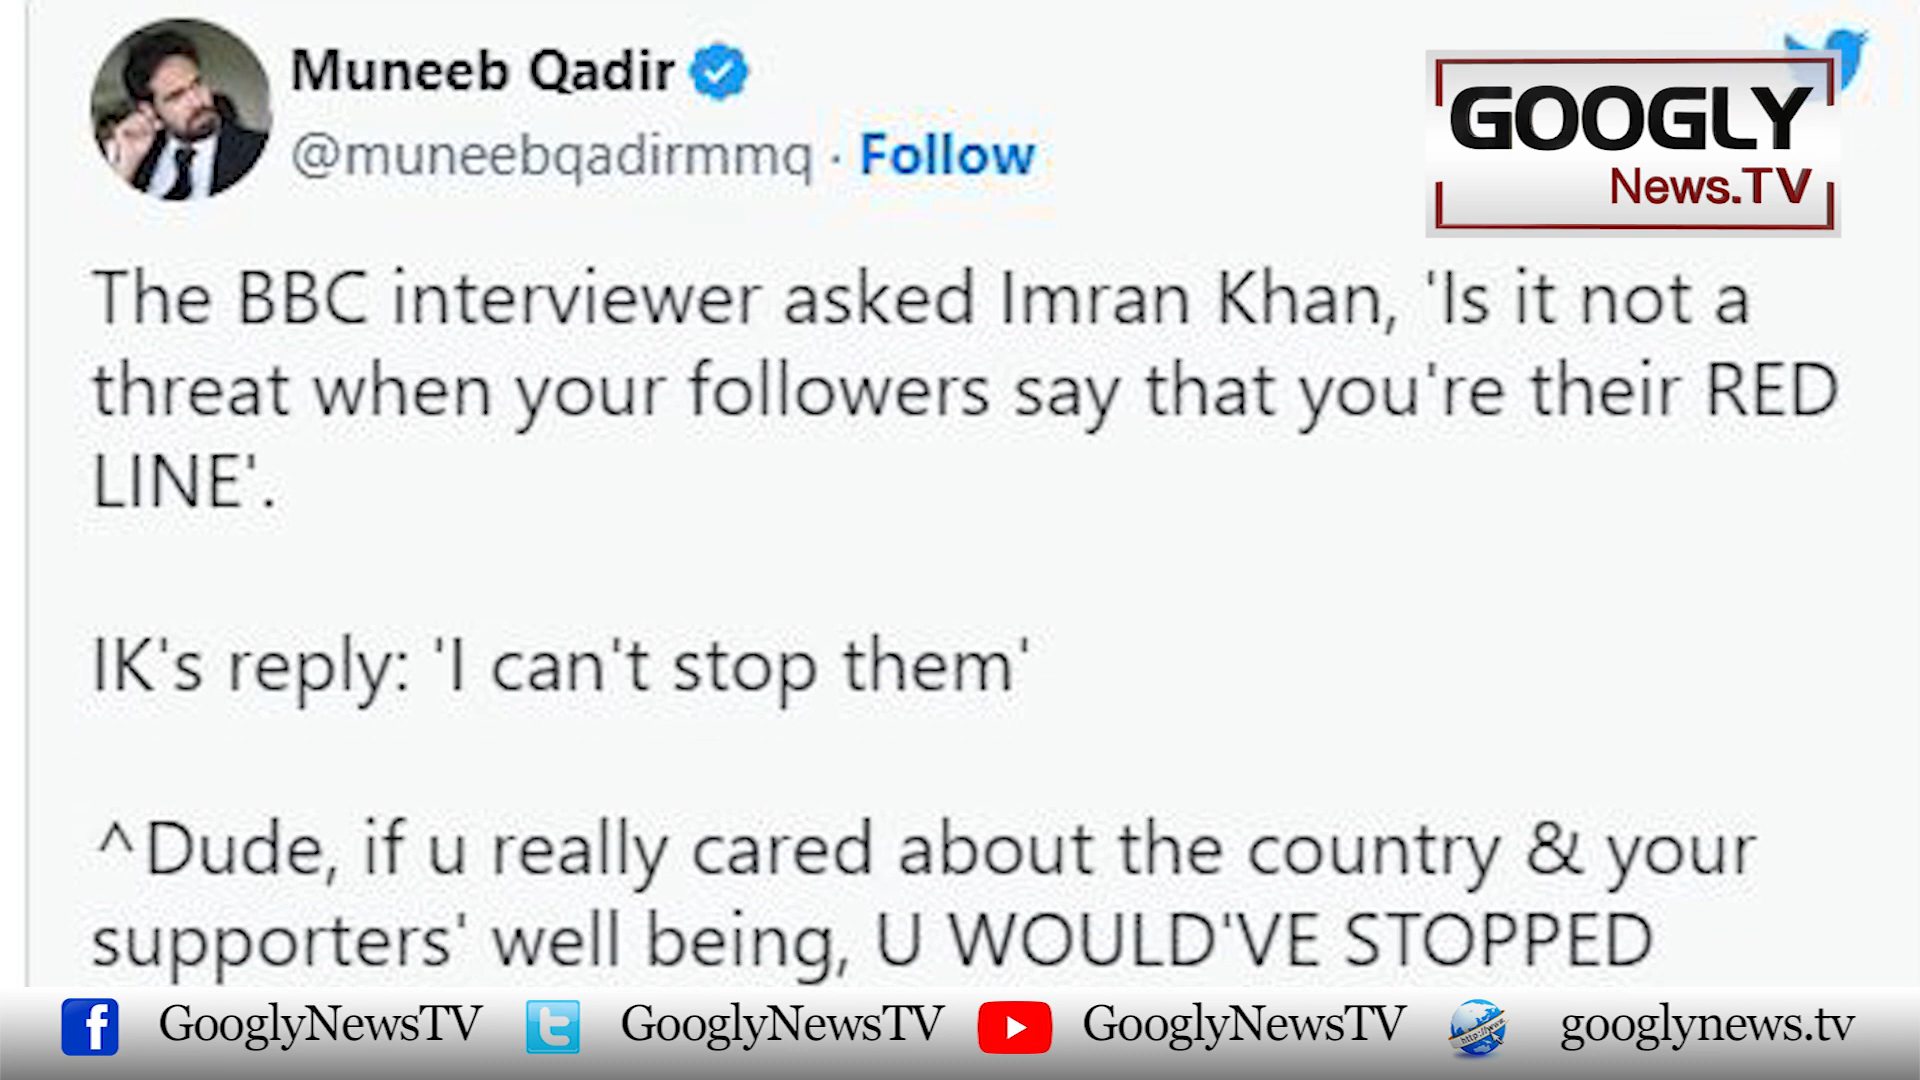 Muneeb Qadir
@muneebqadirmmq · Follow
GOOGLY
News.TV
The BBC interviewer asked Imran Khan, 'Is it not a
threat when your followers say that you're their RED
LINE'.
IK's reply: 'I can't stop them'
^Dude, if u really cared about the country & your
supporters' well being, U WOULD'VE STOPPED
GooglyNewsTV GooglyNewsTV GooglyNewsTV googlynews.tv